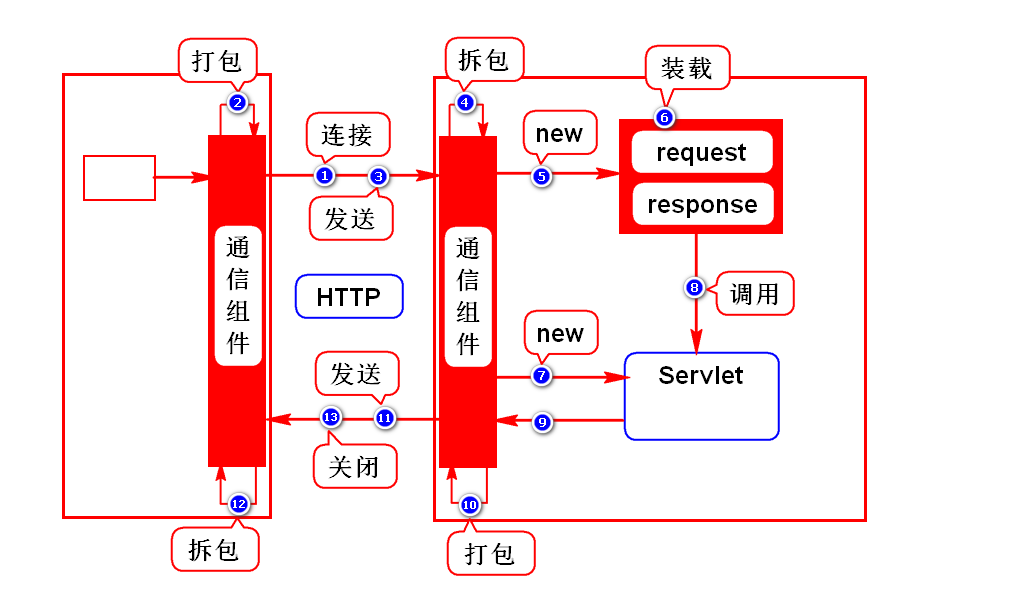 打包
2
拆包
4
装载
6
连接
1
3
发送
new
5
request
response
通信组件
通信组件
HTTP
8
调用
new
7
Servlet
发送
13
11
9
关闭
12
拆包
10
打包